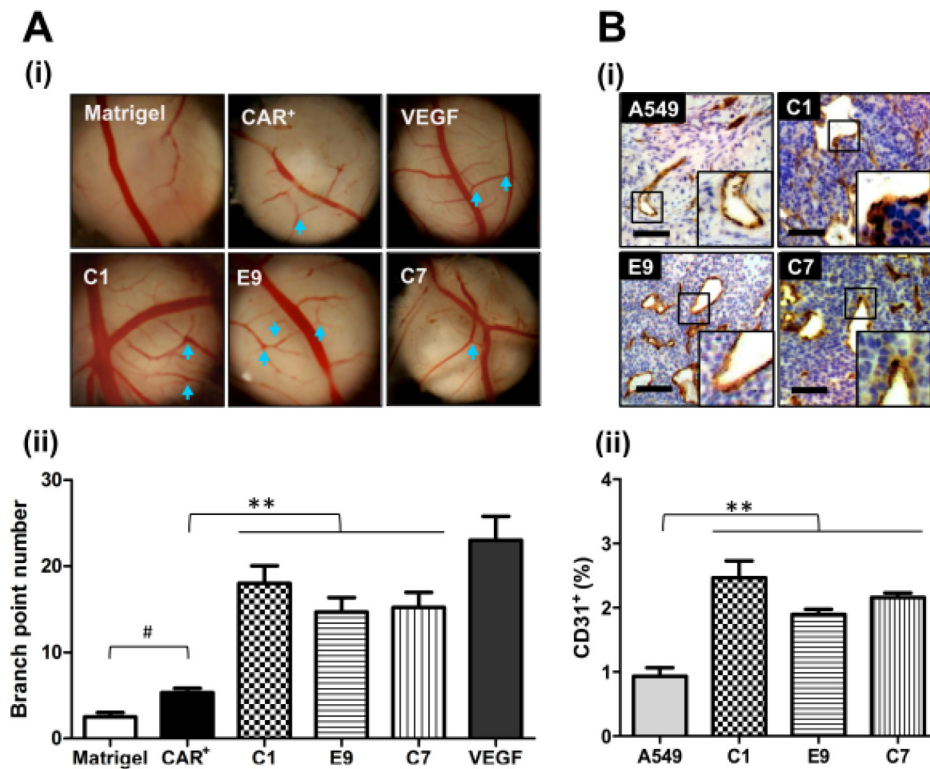 A
B
(i)
(i)
Matrigel
CAR⁺
VEGF
C1
E9
C7
A549
C1
E9
C7
(ii)
(ii)
30
20
10
0
Branch point number
#
**
Matrigel
CAR⁺
C1
E9
C7
VEGF
4
3
2
1
0
CD31⁺ (%)
**
A549
C1
E9
C7